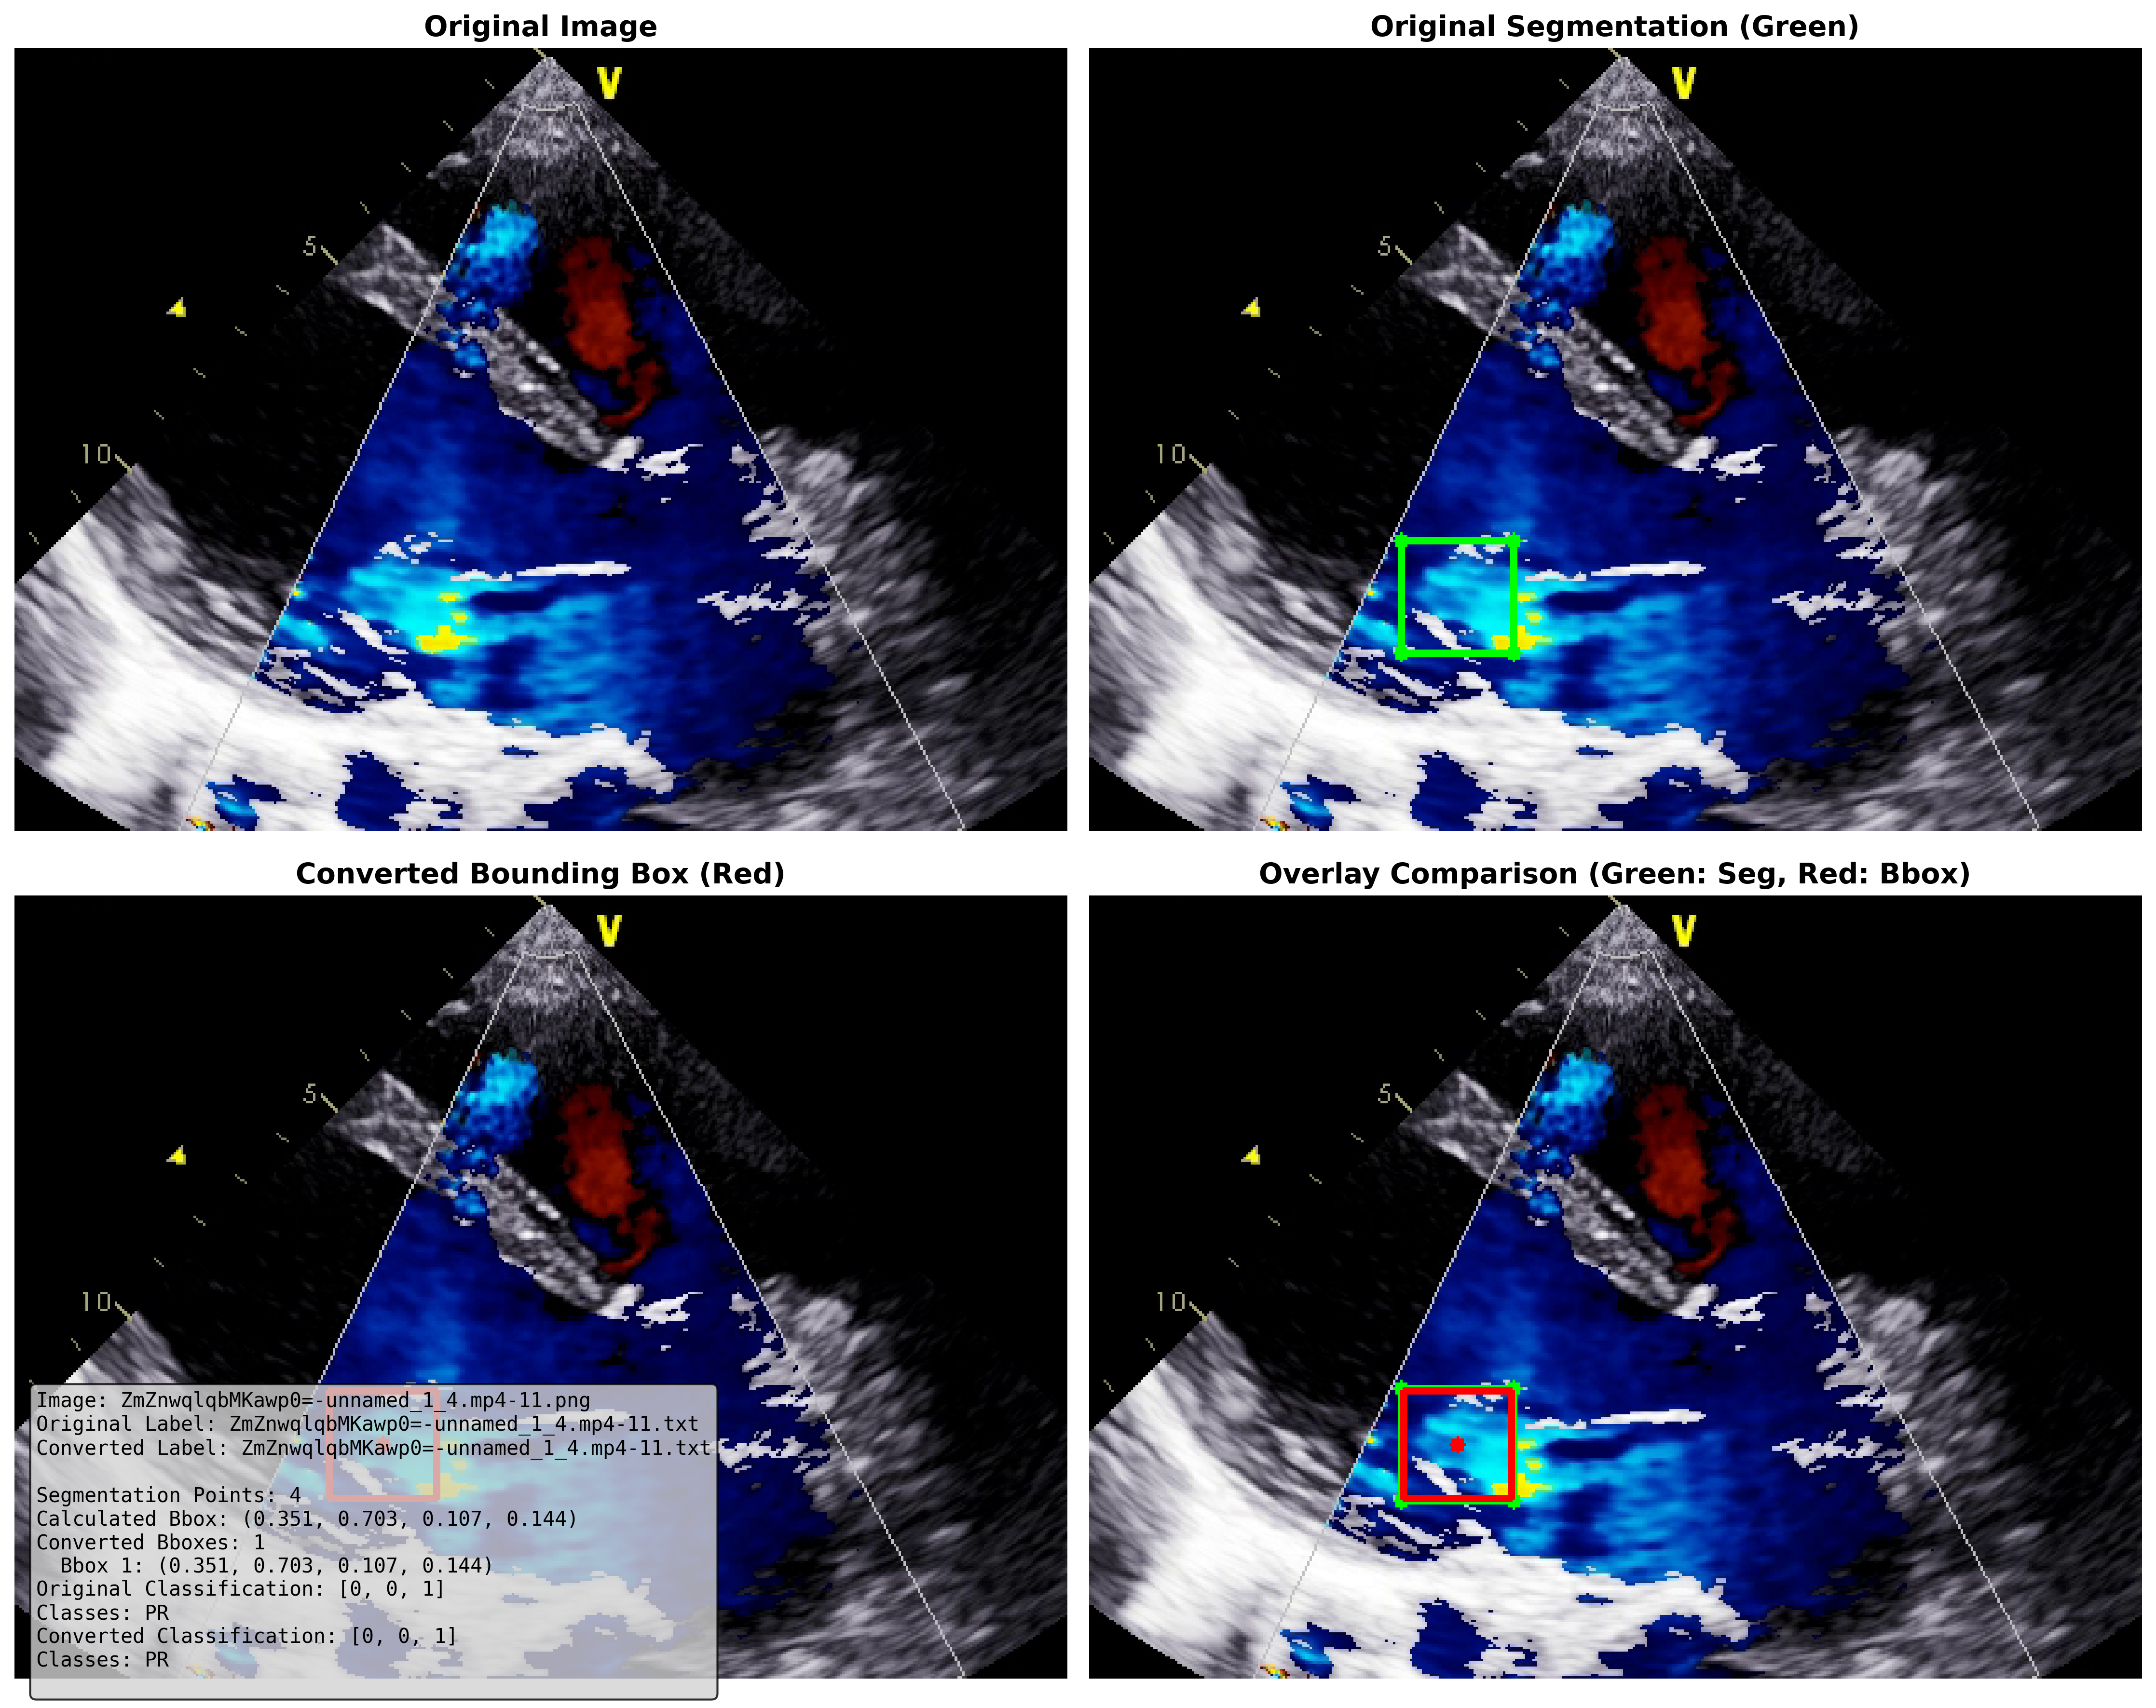 Original Image
Original Segmentation (Green)
V
5
10
V
5
10
Converted Bounding Box (Red)
Overlay Comparison (Green: Seg, Red: Bbox)
V
5
10
V
5
10
Image: ZmZnwqlqbMKawp0=-unnamed_1_4.mp4-11.png
Original Label: ZmZnwqlqbMKawp0=-unnamed_1_4.mp4-11.txt
Converted Label: ZmZnwqlqbMKawp0=-unnamed_1_4.mp4-11.txt
Segmentation Points: 4
Calculated Bbox: (0.351, 0.703, 0.107, 0.144)
Converted Bboxes: 1
Bbox 1: (0.351, 0.703, 0.107, 0.144)
Original Classification: [0, 0, 1]
Classes: PR
Converted Classification: [0, 0, 1]
Classes: PR